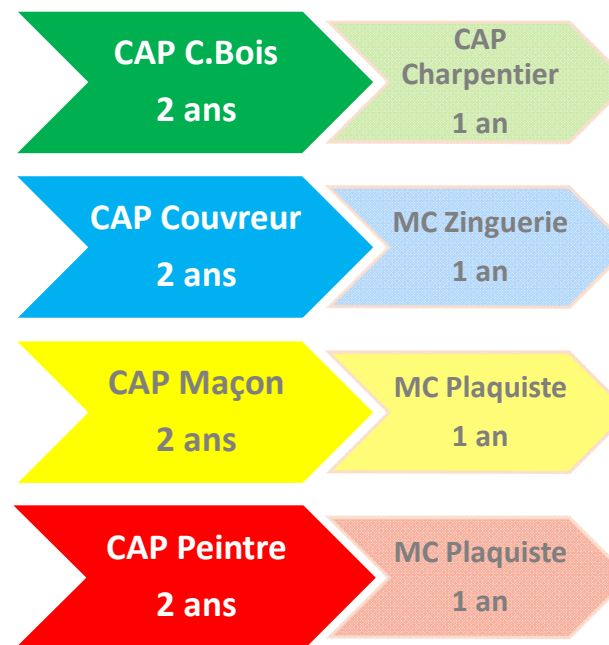 CAP C.Bois
2 ans
CAP
Charpentier
1 an
CAP Couvreur
2 ans
MC Zinguerie
1 an
CAP Maçon
2 ans
MC Plaquiste
1 an
CAP Peintre
2 ans
MC Plaquiste
1 an